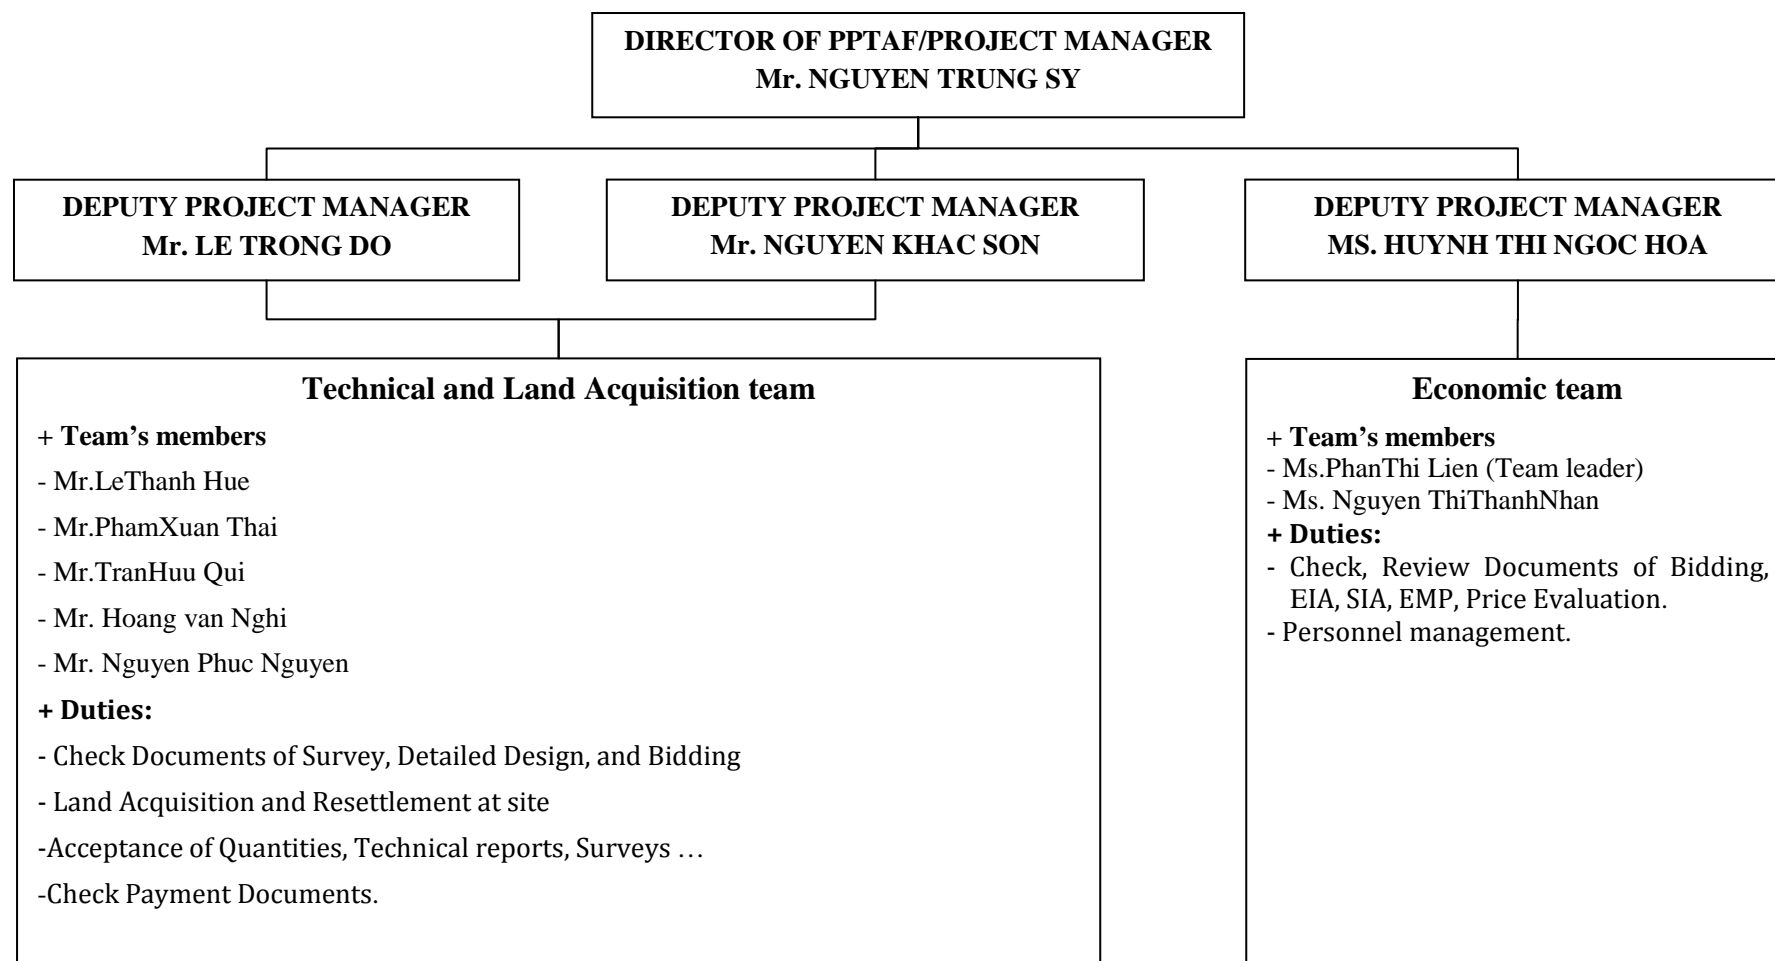 DIRECTOR OF PPTAF/PROJECT MANAGER
Mr. NGUYEN TRUNG SY
DEPUTY PROJECT MANAGER
Mr. LE TRONG DO
DEPUTY PROJECT MANAGER
Mr. NGUYEN KHAC SON
DEPUTY PROJECT MANAGER
MS. HUYNH THI NGOC HOA
Technical and Land Acquisition team
+ Team’s members
- Mr.LeThanh Hue
- Mr.PhamXuan Thai
- Mr.TranHuu Qui
- Mr. Hoang van Nghi
- Mr. Nguyen Phuc Nguyen
+ Duties:
- Check Documents of Survey, Detailed Design, and Bidding
- Land Acquisition and Resettlement at site
-Acceptance of Quantities, Technical reports, Surveys …
-Check Payment Documents.
Economic team
+ Team’s members
- Ms.PhanThi Lien (Team leader)
- Ms. Nguyen ThiThanhNhan
+ Duties:
- Check, Review Documents of Bidding,
EIA, SIA, EMP, Price Evaluation.
- Personnel management.